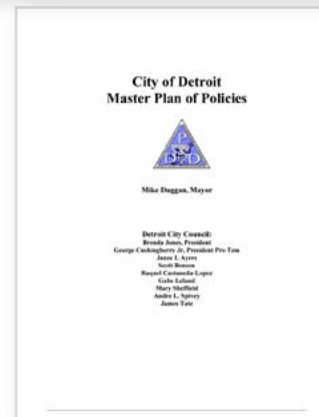 City of Detroit
Master Plan of Policies
P
D D
Mike Duggan, Mayor
Detroit City Council:
Brenda Jones, President
George Cushingberry Jr, President Pro Tem
Janee L Ayers
Scott Benson
Raquel Castaneda-Lopez
Gabe Leland
Mary Sheffield
Andre L. Spivey
James Tate